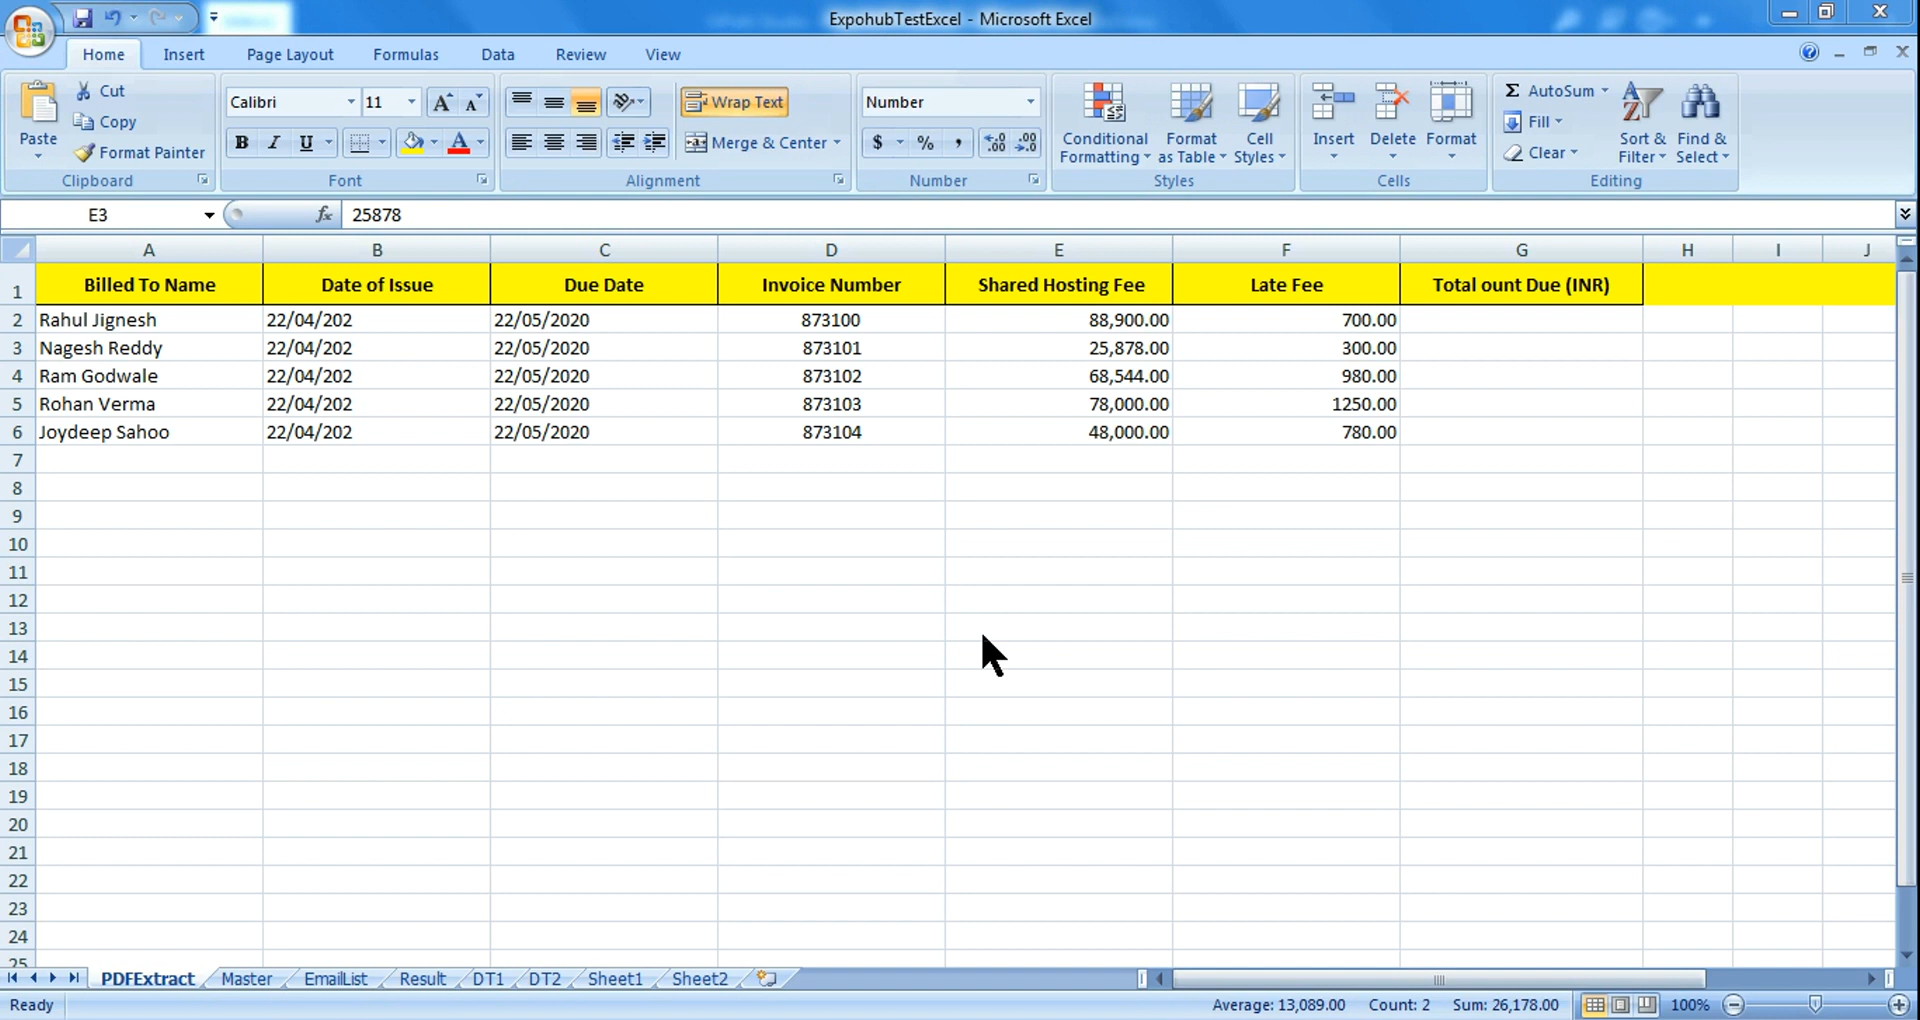 ExpohubTestExcel - Microsoft Excel
Home Insert Page Layout Formulas Data Review View
Paste
Cut
Copy
Format Painter
Clipboard
Calibri 11 A A
B I U A
Font
Wrap Text
Merge & Center
Alignment
Number
$ % , .00 .00
Number
Conditional Formatting
Format as Table
Cell Styles
Styles
Insert Delete Format
Cells
Σ AutoSum
Fill
Clear
Sort & Filter
Find & Select
Editing
E3 fx 25878
A B C D E F G H I J
1 Billed To Name Date of Issue Due Date Invoice Number Shared Hosting Fee Late Fee Total ount Due (INR)
2 Rahul Jignesh 22/04/202 22/05/2020 873100 88,900.00 700.00
3 Nagesh Reddy 22/04/202 22/05/2020 873101 25,878.00 300.00
4 Ram Godwale 22/04/202 22/05/2020 873102 68,544.00 980.00
5 Rohan Verma 22/04/202 22/05/2020 873103 78,000.00 1250.00
6 Joydeep Sahoo 22/04/202 22/05/2020 873104 48,000.00 780.00
7
8
9
10
11
12
13
14
15
16
17
18
19
20
21
22
23
24
25
PDFExtract Master EmailList Result DT1 DT2 Sheet1 Sheet2
Ready Average: 13,089.00 Count: 2 Sum: 26,178.00 100%